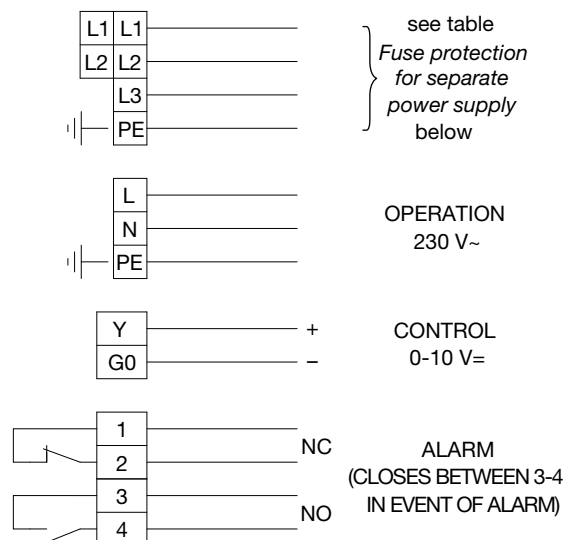 L1 L1
L2 L2
L3
PE
see table
Fuse protection
for separate
power supply
below
L
N
PE
OPERATION
230 V~
Y +
G0 –
CONTROL
0-10 V=
1
2
NC
3
4
NO
ALARM
(CLOSES BETWEEN 3-4
IN EVENT OF ALARM)